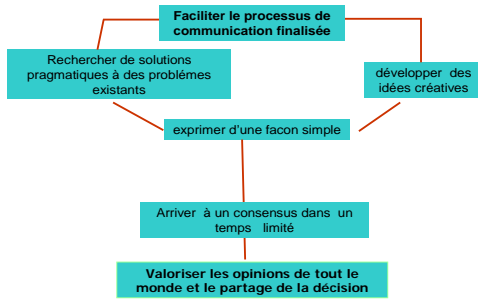 Faciliter le processus de
communication finalisée
Rechercher de solutions
pragmatiques à des problémes
existants
développer des
idées créatives
exprimer d'une facon simple
Arriver à un consensus dans un
temps limité
Valoriser les opinions de tout le
monde et le partage de la décision